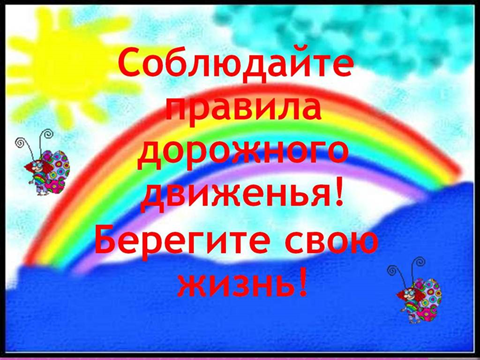 Соблюдайте
правила
дорожного
движенья!
Берегите свою
жизнь!